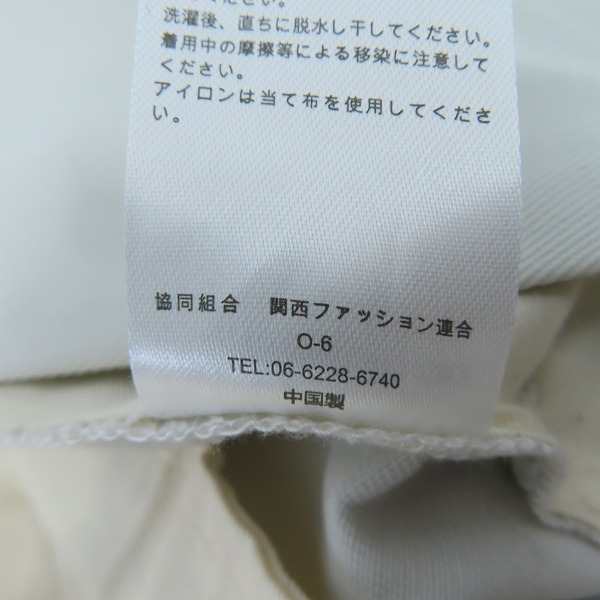 ください。
洗濯後、直ちに脱水し干してください。
着用中の摩擦等による移染に注意して
ください。
アイロンは当て布を使用してくださ
い。
協同組合 関西ファッション連合
O-6
TEL:06-6228-6740
中国製